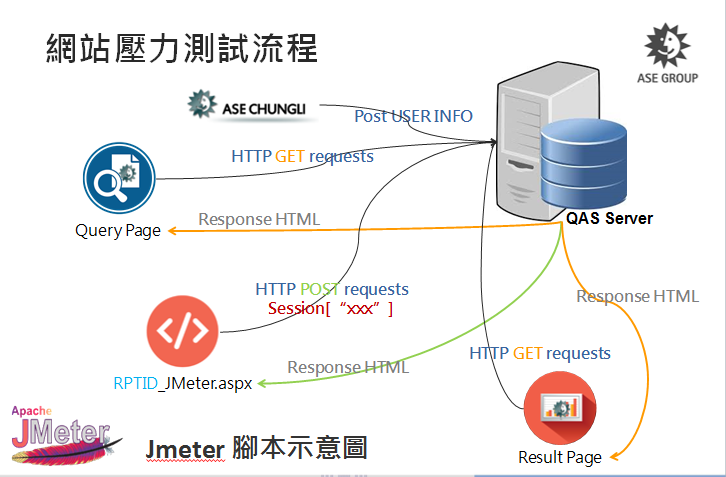 網站壓力測試流程
ASE GROUP
ASE CHUNGLI
Post USER INFO
HTTP GET requests
QAS Server
Response HTML
Query Page
HTTP POST requests
Session[ “xxx” ]
Response HTML
HTTP GET requests
Response HTML
RPTID_JMeter.aspx
Apache
JMeter
Jmeter 腳本示意圖
Result Page